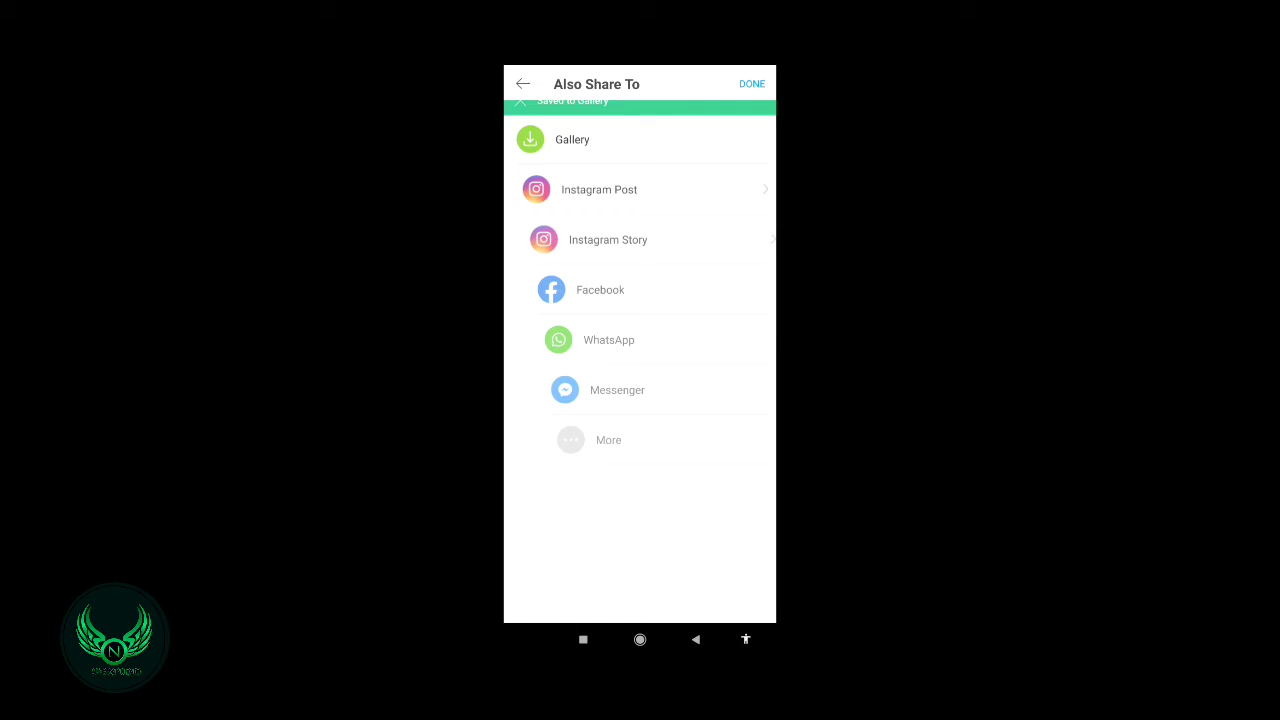 Also Share To
DONE
Saved to Gallery
Gallery
Instagram Post
Instagram Story
Facebook
WhatsApp
Messenger
More
N